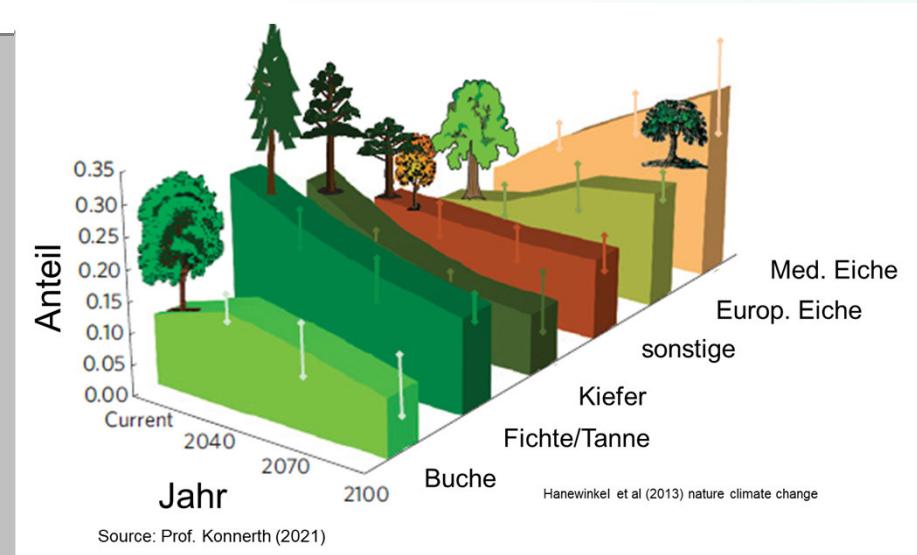 Anteil
0.35
0.30
0.25
0.20
0.15
0.10
0.05
0.00
Current
2040
2070
2100
Jahr
Med. Eiche
Europ. Eiche
sonstige
Kiefer
Fichte/Tanne
Buche
Hanewinkel et al (2013) nature climate change
Source: Prof. Konnerth (2021)